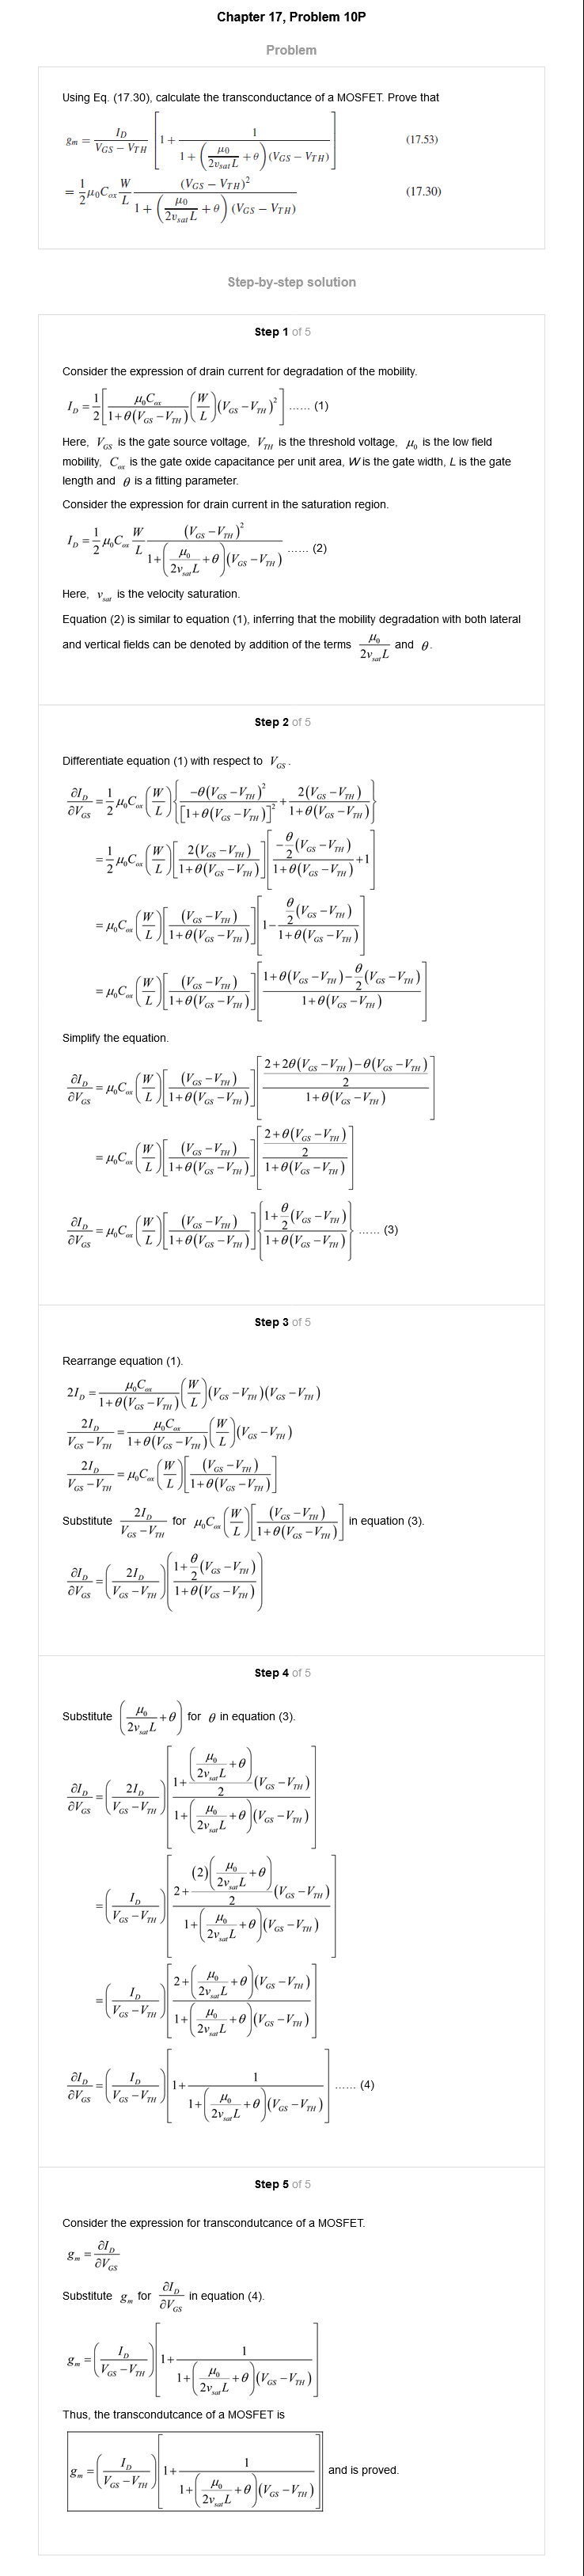 Chapter 17, Problem 10P
Problem
Using Eq. (17.30), calculate the transconductance of a MOSFET. Prove that
g_m = \frac{I_D}{V_{GS} - V_{TH}} \left[ 1 + \frac{1}{1 + \left( \frac{\mu_0}{2v_{sat}L} + \theta \right)(V_{GS} - V_{TH})} \right] (17.53)
= \frac{1}{2} \mu_0 C_{ox} \frac{W}{L} \frac{(V_{GS} - V_{TH})^2}{1 + \left( \frac{\mu_0}{2v_{sat}L} + \theta \right)(V_{GS} - V_{TH})} (17.30)
Step-by-step solution
Step 1 of 5
Consider the expression of drain current for degradation of the mobility.
I_D = \frac{1}{2} \left[ \frac{\mu_0 C_{ox}}{1 + \theta(V_{GS} - V_{TH})} \left( \frac{W}{L} \right) (V_{GS} - V_{TH})^2 \right] ...... (1)
Here, V_{GS} is the gate source voltage, V_{TH} is the threshold voltage, \mu_0 is the low field
mobility, C_{ox} is the gate oxide capacitance per unit area, W is the gate width, L is the gate
length and \theta is a fitting parameter.
Consider the expression for drain current in the saturation region.
I_D = \frac{1}{2} \mu_0 C_{ox} \frac{W}{L} \frac{(V_{GS} - V_{TH})^2}{1 + \left( \frac{\mu_0}{2v_{sat}L} + \theta \right)(V_{GS} - V_{TH})} ...... (2)
Here, v_{sat} is the velocity saturation.
Equation (2) is similar to equation (1), inferring that the mobility degradation with both lateral
and vertical fields can be denoted by addition of the terms \frac{\mu_0}{2v_{sat}L} and \theta.
Step 2 of 5
Differentiate equation (1) with respect to V_{GS}.
\frac{\partial I_D}{\partial V_{GS}} = \frac{1}{2} \mu_0 C_{ox} \left( \frac{W}{L} \right) \left\{ \frac{-\theta(V_{GS} - V_{TH})^2}{[1 + \theta(V_{GS} - V_{TH})]^2} + \frac{2(V_{GS} - V_{TH})}{1 + \theta(V_{GS} - V_{TH})} \right\}
= \frac{1}{2} \mu_0 C_{ox} \left( \frac{W}{L} \right) \left[ \frac{2(V_{GS} - V_{TH})}{1 + \theta(V_{GS} - V_{TH})} \right] \left[ \frac{-\frac{\theta}{2}(V_{GS} - V_{TH})}{1 + \theta(V_{GS} - V_{TH})} + 1 \right]
= \mu_0 C_{ox} \left( \frac{W}{L} \right) \left[ \frac{(V_{GS} - V_{TH})}{1 + \theta(V_{GS} - V_{TH})} \right] \left[ 1 - \frac{\frac{\theta}{2}(V_{GS} - V_{TH})}{1 + \theta(V_{GS} - V_{TH})} \right]
= \mu_0 C_{ox} \left( \frac{W}{L} \right) \left[ \frac{(V_{GS} - V_{TH})}{1 + \theta(V_{GS} - V_{TH})} \right] \left[ \frac{1 + \theta(V_{GS} - V_{TH}) - \frac{\theta}{2}(V_{GS} - V_{TH})}{1 + \theta(V_{GS} - V_{TH})} \right]
Simplify the equation.
\frac{\partial I_D}{\partial V_{GS}} = \mu_0 C_{ox} \left( \frac{W}{L} \right) \left[ \frac{(V_{GS} - V_{TH})}{1 + \theta(V_{GS} - V_{TH})} \right] \left[ \frac{\frac{2 + 2\theta(V_{GS} - V_{TH}) - \theta(V_{GS} - V_{TH})}{2}}{1 + \theta(V_{GS} - V_{TH})} \right]
= \mu_0 C_{ox} \left( \frac{W}{L} \right) \left[ \frac{(V_{GS} - V_{TH})}{1 + \theta(V_{GS} - V_{TH})} \right] \left[ \frac{\frac{2 + \theta(V_{GS} - V_{TH})}{2}}{1 + \theta(V_{GS} - V_{TH})} \right]
\frac{\partial I_D}{\partial V_{GS}} = \mu_0 C_{ox} \left( \frac{W}{L} \right) \left[ \frac{(V_{GS} - V_{TH})}{1 + \theta(V_{GS} - V_{TH})} \right] \left\{ \frac{1 + \frac{\theta}{2}(V_{GS} - V_{TH})}{1 + \theta(V_{GS} - V_{TH})} \right\} ...... (3)
Step 3 of 5
Rearrange equation (1).
2I_D = \frac{\mu_0 C_{ox}}{1 + \theta(V_{GS} - V_{TH})} \left( \frac{W}{L} \right) (V_{GS} - V_{TH})(V_{GS} - V_{TH})
\frac{2I_D}{V_{GS} - V_{TH}} = \frac{\mu_0 C_{ox}}{1 + \theta(V_{GS} - V_{TH})} \left( \frac{W}{L} \right) (V_{GS} - V_{TH})
\frac{2I_D}{V_{GS} - V_{TH}} = \mu_0 C_{ox} \left( \frac{W}{L} \right) \left[ \frac{(V_{GS} - V_{TH})}{1 + \theta(V_{GS} - V_{TH})} \right]
Substitute \frac{2I_D}{V_{GS} - V_{TH}} for \mu_0 C_{ox} \left( \frac{W}{L} \right) \left[ \frac{(V_{GS} - V_{TH})}{1 + \theta(V_{GS} - V_{TH})} \right] in equation (3).
\frac{\partial I_D}{\partial V_{GS}} = \left( \frac{2I_D}{V_{GS} - V_{TH}} \right) \left( \frac{1 + \frac{\theta}{2}(V_{GS} - V_{TH})}{1 + \theta(V_{GS} - V_{TH})} \right)
Step 4 of 5
Substitute \left( \frac{\mu_0}{2v_{sat}L} + \theta \right) for \theta in equation (3).
\frac{\partial I_D}{\partial V_{GS}} = \left( \frac{2I_D}{V_{GS} - V_{TH}} \right) \left[ \frac{1 + \frac{\left( \frac{\mu_0}{2v_{sat}L} + \theta \right)}{2}(V_{GS} - V_{TH})}{1 + \left( \frac{\mu_0}{2v_{sat}L} + \theta \right)(V_{GS} - V_{TH})} \right]
= \left( \frac{I_D}{V_{GS} - V_{TH}} \right) \left[ \frac{2 + \frac{(2)\left( \frac{\mu_0}{2v_{sat}L} + \theta \right)}{2}(V_{GS} - V_{TH})}{1 + \left( \frac{\mu_0}{2v_{sat}L} + \theta \right)(V_{GS} - V_{TH})} \right]
= \left( \frac{I_D}{V_{GS} - V_{TH}} \right) \left[ \frac{2 + \left( \frac{\mu_0}{2v_{sat}L} + \theta \right)(V_{GS} - V_{TH})}{1 + \left( \frac{\mu_0}{2v_{sat}L} + \theta \right)(V_{GS} - V_{TH})} \right]
\frac{\partial I_D}{\partial V_{GS}} = \left( \frac{I_D}{V_{GS} - V_{TH}} \right) \left[ 1 + \frac{1}{1 + \left( \frac{\mu_0}{2v_{sat}L} + \theta \right)(V_{GS} - V_{TH})} \right] ...... (4)
Step 5 of 5
Consider the expression for transcondutcance of a MOSFET.
g_m = \frac{\partial I_D}{\partial V_{GS}}
Substitute g_m for \frac{\partial I_D}{\partial V_{GS}} in equation (4).
g_m = \left( \frac{I_D}{V_{GS} - V_{TH}} \right) \left[ 1 + \frac{1}{1 + \left( \frac{\mu_0}{2v_{sat}L} + \theta \right)(V_{GS} - V_{TH})} \right]
Thus, the transcondutcance of a MOSFET is
g_m = \left( \frac{I_D}{V_{GS} - V_{TH}} \right) \left[ 1 + \frac{1}{1 + \left( \frac{\mu_0}{2v_{sat}L} + \theta \right)(V_{GS} - V_{TH})} \right] and is proved.